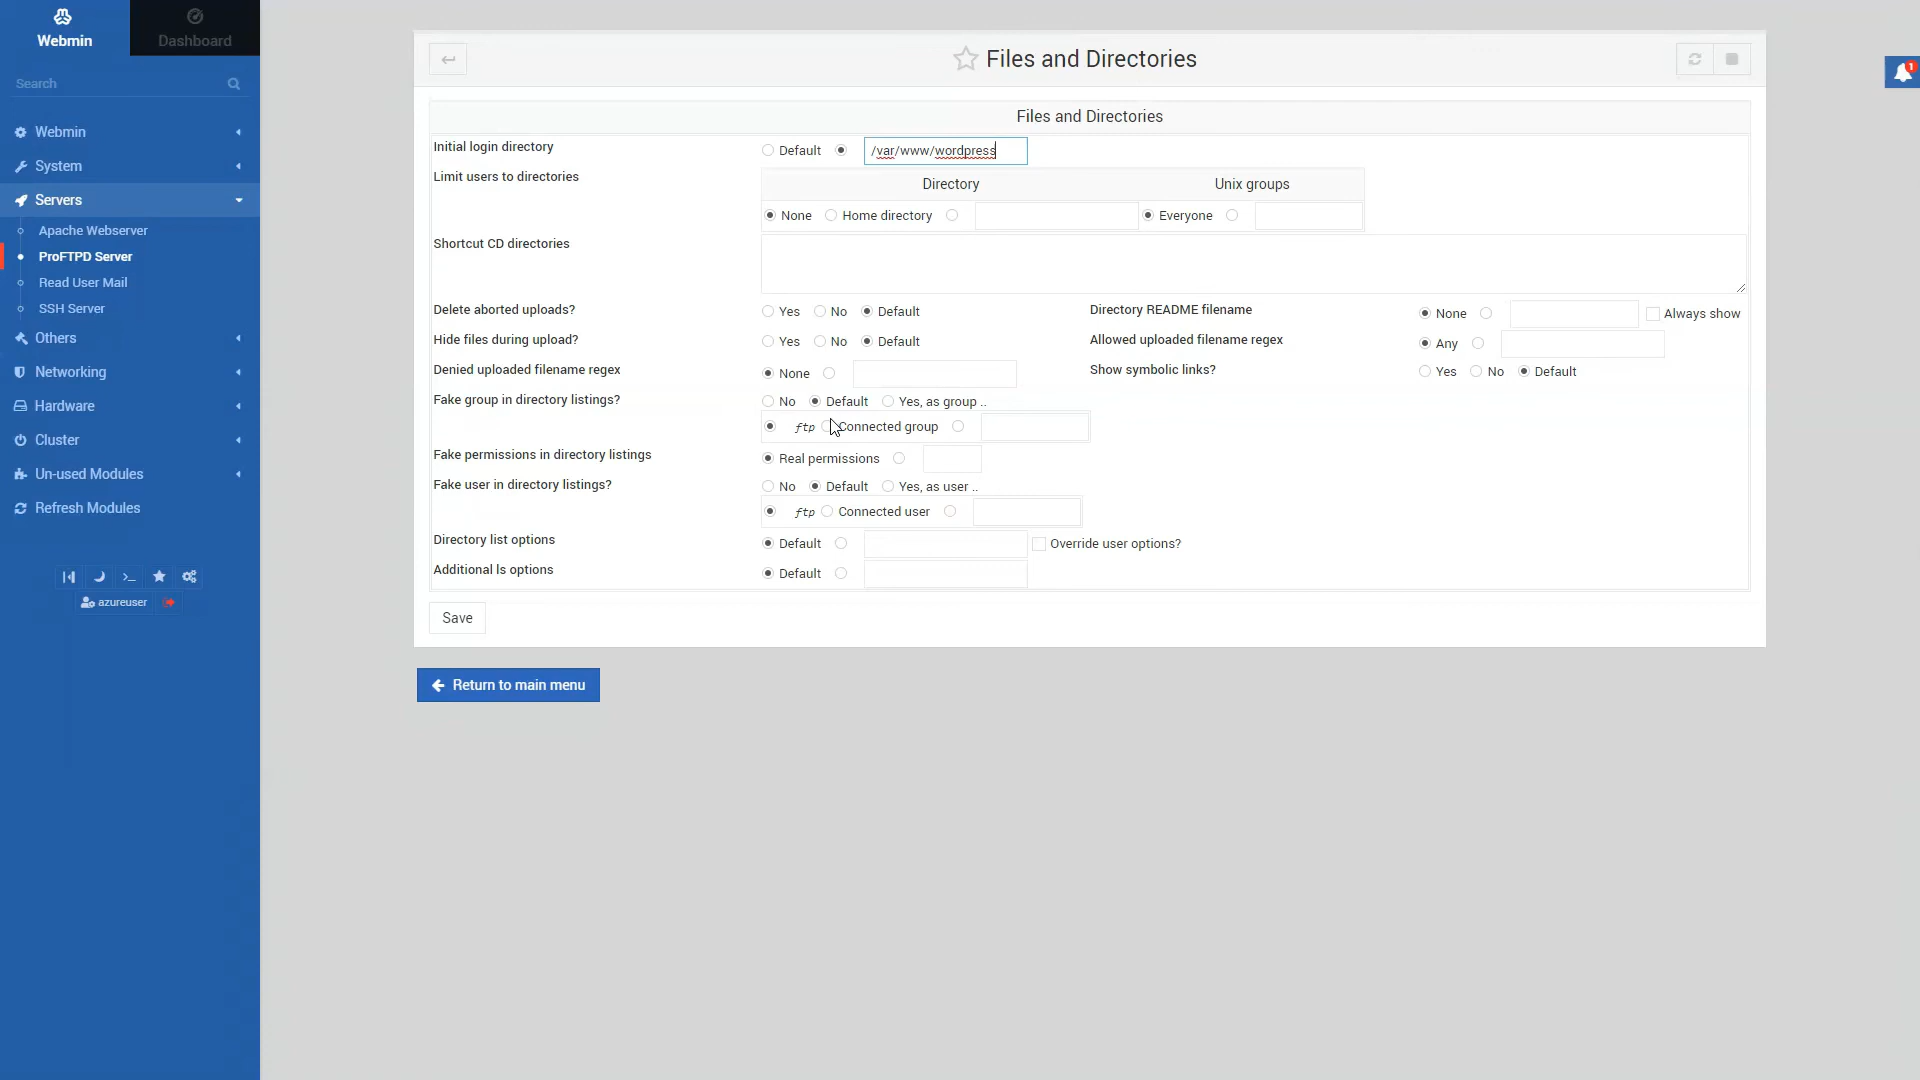 Webmin
Dashboard
Search
Webmin
System
Servers
Apache Webserver
ProFTPD Server
Read User Mail
SSH Server
Others
Networking
Hardware
Cluster
Un-used Modules
Refresh Modules
azureuser
Files and Directories
1
Files and Directories
Initial login directory Default /var/www/wordpress
Limit users to directories Directory Unix groups
None Home directory Everyone
Shortcut CD directories
Delete aborted uploads? Yes No Default Directory README filename None Always show
Hide files during upload? Yes No Default Allowed uploaded filename regex Any
Denied uploaded filename regex None Show symbolic links? Yes No Default
Fake group in directory listings? No Default Yes, as group ..
ftp Connected group
Fake permissions in directory listings Real permissions
Fake user in directory listings? No Default Yes, as user ..
ftp Connected user
Directory list options Default Override user options?
Additional ls options Default
Save
Return to main menu